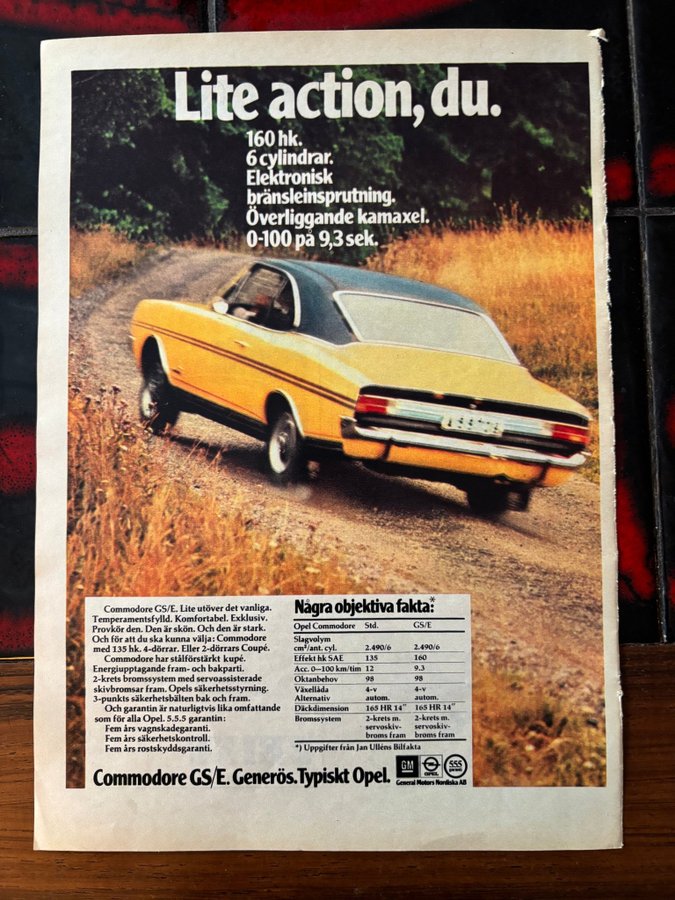 Lite action, du.
160 hk.
6 cylindrar.
Elektronisk
bränsleinsprutning.
Överliggande kamaxel.
0-100 på 9,3 sek.
Commodore GS/E. Lite utöver det vanliga.
Temperamentsfylld. Komfortabel. Exklusiv.
Provkör den. Den är skön. Och den är stark.
Och för att du ska kunna välja: Commodore
med 135 hk. 4-dörrar. Eller 2-dörrars Coupé.
Commodore har stålförstärkt kupé.
Energiupptagande fram- och bakparti.
2-krets bromssystem med servoassisterade
skivbromsar fram. Opels säkerhetsstyrning.
3-punkts säkerhetsbälten bak och fram.
Och garantin är naturligtvis lika omfattande
som för alla Opel. 5.5.5 garantin:
Fem års vagnskadegaranti.
Fem års säkerhetskontroll.
Fem års rostskyddsgaranti.
Några objektiva fakta:*
Opel Commodore Std. GS/E
Slagvolym
cm³/ant. cyl. 2.490/6 2.490/6
Effekt hk SAE 135 160
Acc. 0–100 km/tim 12 9.3
Oktanbehov 98 98
Växellåda 4-v 4-v
Alternativ autom. autom.
Däckdimension 165 HR 14" 165 HR 14"
Bromssystem 2-krets m. 2-krets m.
servoskiv- servoskiv-
broms fram broms fram
*) Uppgifter från Jan Ulléns Bilfakta
Commodore GS/E. Generös. Typiskt Opel.
GM OPEL 555
General Motors Nordiska AB